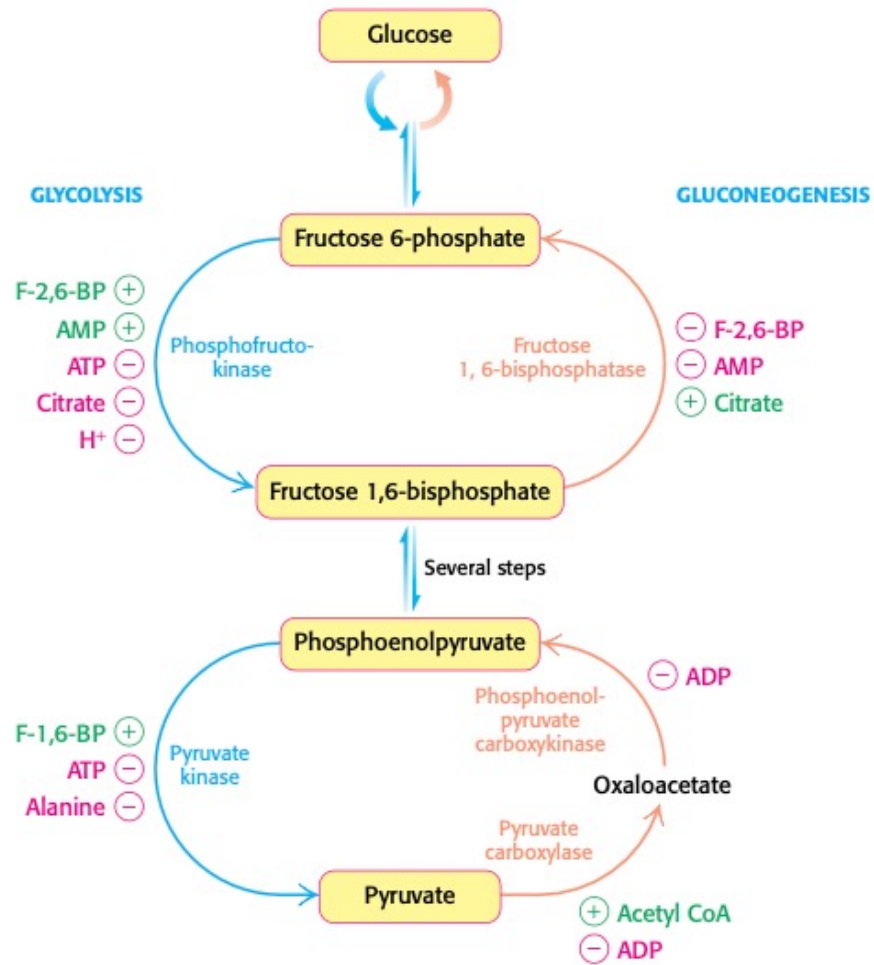 Glucose
GLYCOLYSIS
GLUCONEOGENESIS
Fructose 6-phosphate
F-2,6-BP +
AMP +
ATP −
Citrate −
H⁺ −
Phosphofructo-
kinase
Fructose
1, 6-bisphosphatase
− F-2,6-BP
− AMP
+ Citrate
Fructose 1,6-bisphosphate
Several steps
Phosphoenolpyruvate
− ADP
Phosphoenol-
pyruvate
carboxykinase
F-1,6-BP +
ATP −
Alanine −
Pyruvate
kinase
Oxaloacetate
Pyruvate
carboxylase
Pyruvate
+ Acetyl CoA
− ADP